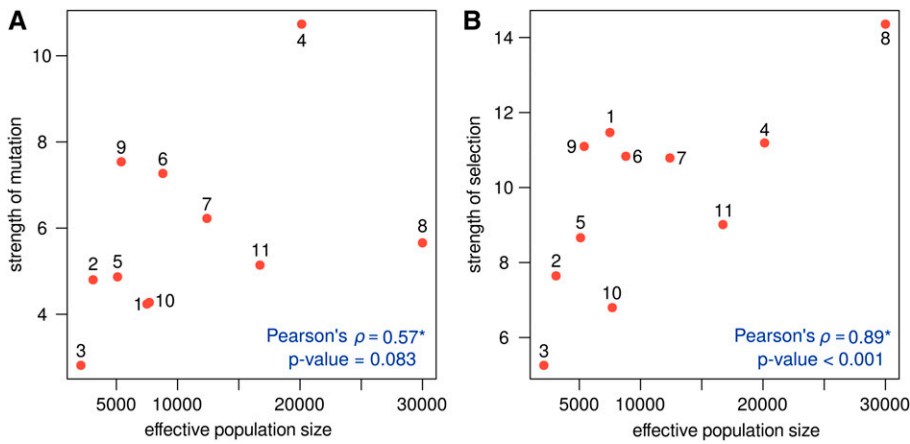 A
10
8
6
4
strength of mutation
4
9
6
7
8
11
2
5
1
10
3
Pearson's ρ = 0.57*
p-value = 0.083
5000 10000 20000 30000
effective population size
B
14
12
10
8
6
strength of selection
8
1
4
9
6
7
11
5
2
10
3
Pearson's ρ = 0.89*
p-value < 0.001
5000 10000 20000 30000
effective population size